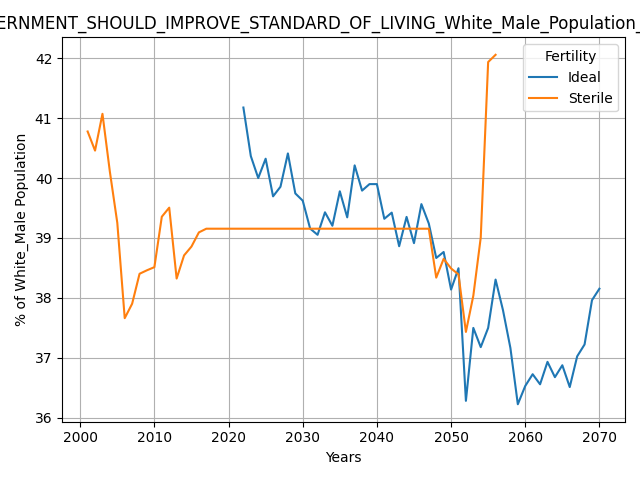 ERNMENT_SHOULD_IMPROVE_STANDARD_OF_LIVING_White_Male_Population_
Fertility
Ideal
Sterile
% of White_Male Population
42
41
40
39
38
37
36
2000 2010 2020 2030 2040 2050 2060 2070
Years